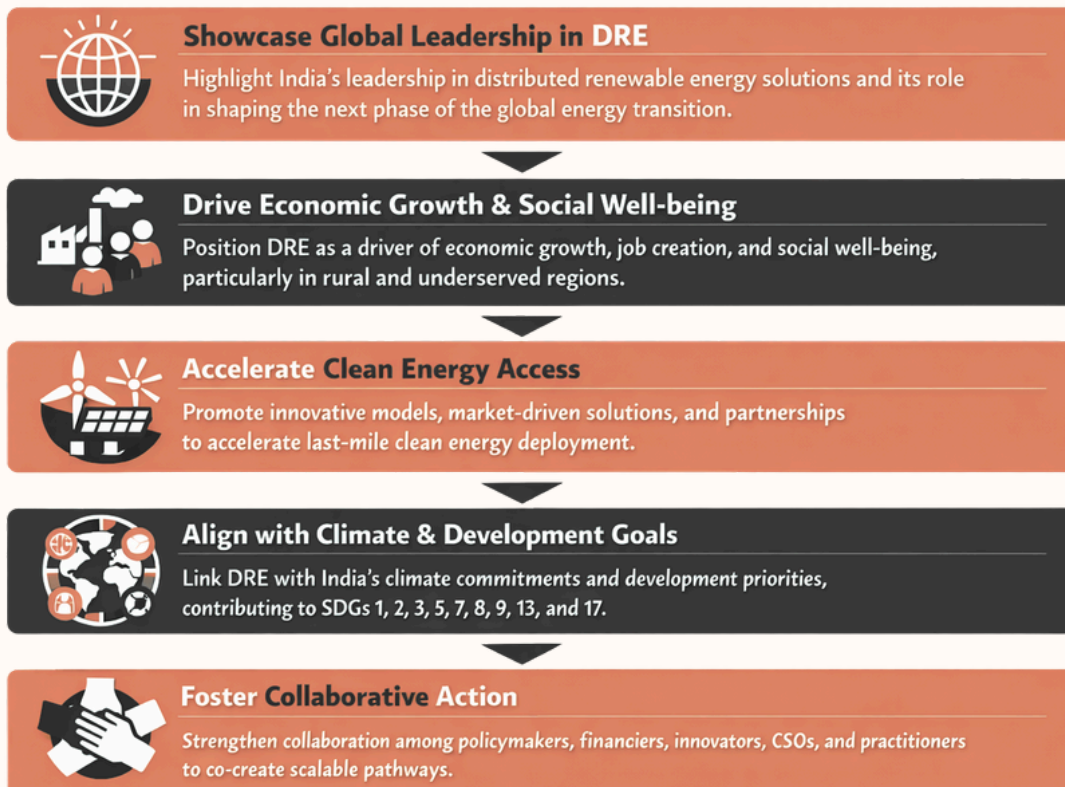 Showcase Global Leadership in DRE
Highlight India's leadership in distributed renewable energy solutions and its role
in shaping the next phase of the global energy transition.
Drive Economic Growth & Social Well-being
Position DRE as a driver of economic growth, job creation, and social well-being,
particularly in rural and underserved regions.
Accelerate Clean Energy Access
Promote innovative models, market-driven solutions, and partnerships
to accelerate last-mile clean energy deployment.
Align with Climate & Development Goals
Link DRE with India's climate commitments and development priorities,
contributing to SDGs 1, 2, 3, 5, 7, 8, 9, 13, and 17.
Foster Collaborative Action
Strengthen collaboration among policymakers, financiers, innovators, CSOs, and practitioners
to co-create scalable pathways.